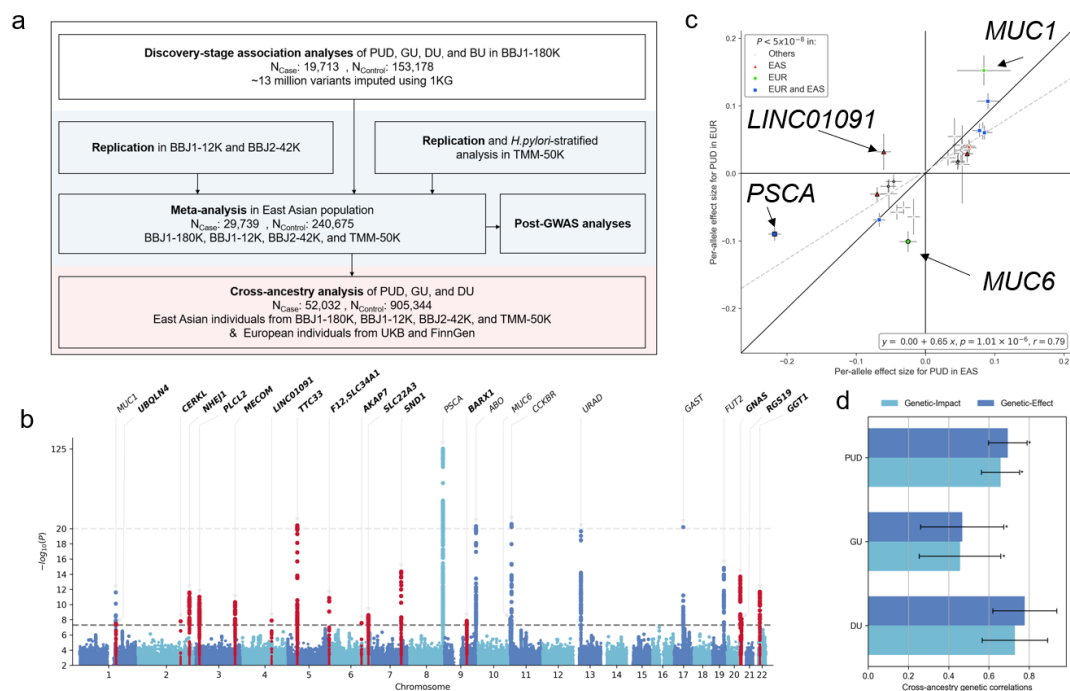 a
Discovery-stage association analyses of PUD, GU, DU, and BU in BBJ1-180K
NCase: 19,713 , NControl: 153,178
~13 million variants imputed using 1KG
Replication in BBJ1-12K and BBJ2-42K
Replication and H.pylori-stratified
analysis in TMM-50K
Meta-analysis in East Asian population
NCase: 29,739 , NControl: 240,675
BBJ1-180K, BBJ1-12K, BBJ2-42K, and TMM-50K
Post-GWAS analyses
Cross-ancestry analysis of PUD, GU, and DU
NCase: 52,032 , NControl: 905,344
East Asian individuals from BBJ1-180K, BBJ1-12K, BBJ2-42K, and TMM-50K
& European individuals from UKB and FinnGen
c
P < 5x10⁻⁸ in:
Others
EAS
EUR
EUR and EAS
MUC1
LINC01091
PSCA
MUC6
Per-allele effect size for PUD in EUR
0.2
0.1
0.0
−0.1
−0.2
−0.2
−0.1
0.0
0.1
0.2
y = 0.00 + 0.65 x, p = 1.01 × 10⁻⁶, r = 0.79
Per-allele effect size for PUD in EAS
b
MUC1
UBQLN4
CERKL
NHEJ1
PLCL2
MECOM
LINC01091
TTC33
F12.SLC34A1
AKAP7
SLC22A3
SND1
PSCA
BARX1
ABO
MUC6
CCKBR
URAD
GAST
FUT2
GNAS
RGS19
GGT1
−log₁₀(P)
125
20
16
14
12
10
8
6
5
4
3
2
1 2 3 4 5 6 7 8 9 10 11 12 13 14 15 16 17 18 19 20 21 22
Chromosome
d
Genetic-Impact
Genetic-Effect
PUD
GU
DU
*
*
*
*
0.0 0.2 0.4 0.6 0.8
Cross-ancestry genetic correlations